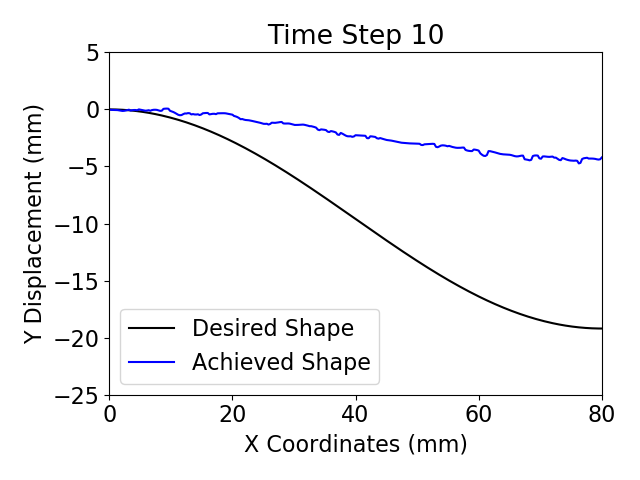 Time Step 10
Y Displacement (mm)
5
0
−5
−10
−15
−20
−25
Desired Shape
Achieved Shape
0 20 40 60 80
X Coordinates (mm)